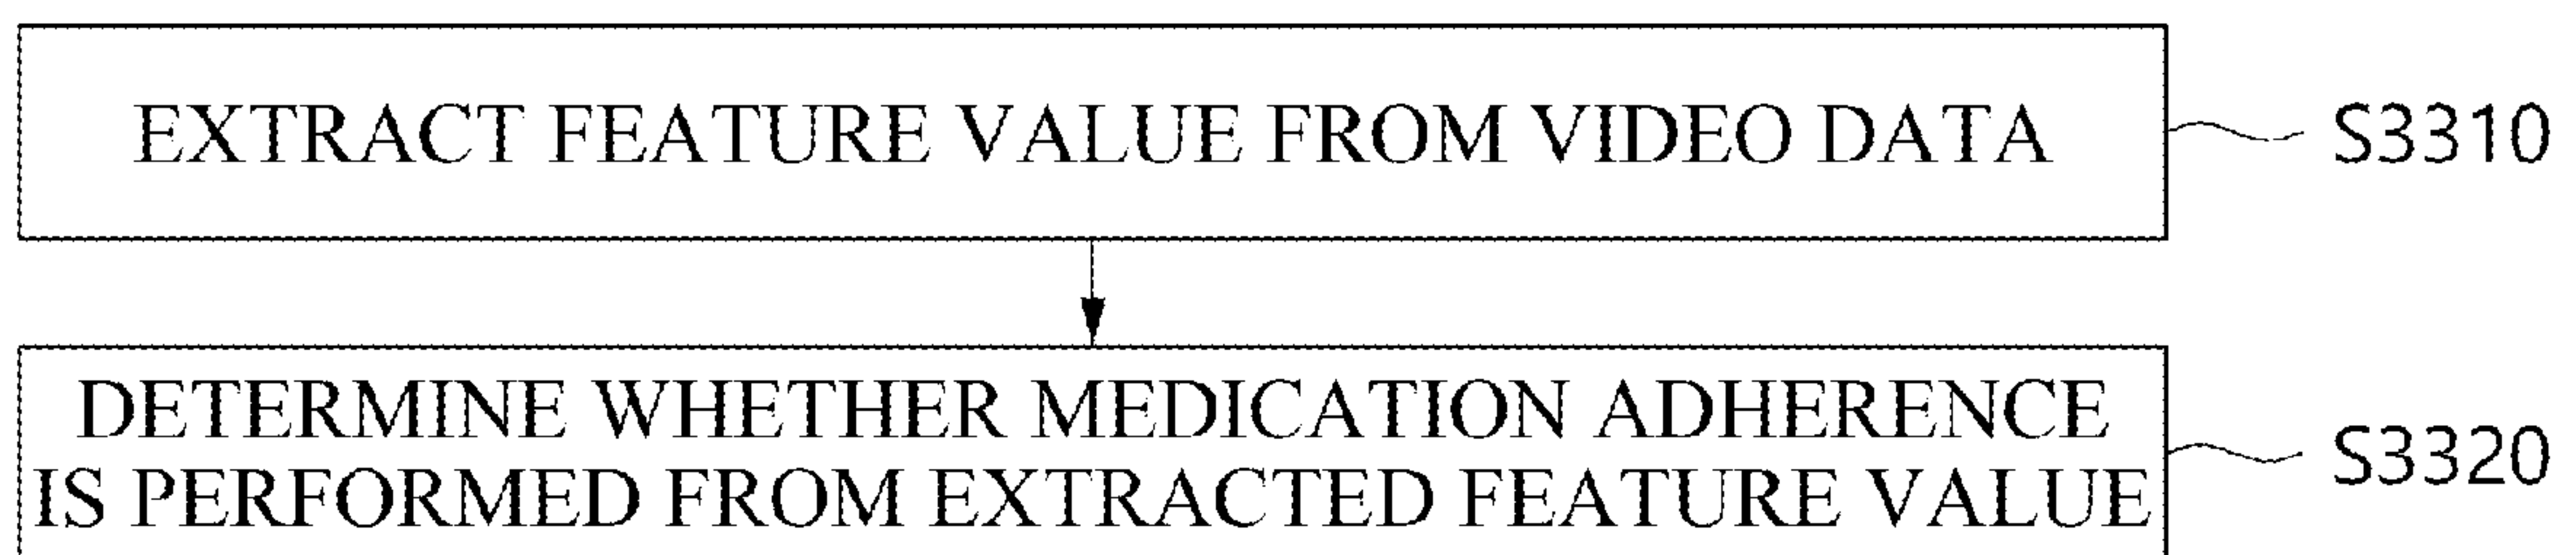 EXTRACT FEATURE VALUE FROM VIDEO DATA
S3310
DETERMINE WHETHER MEDICATION ADHERENCE
IS PERFORMED FROM EXTRACTED FEATURE VALUE
S3320